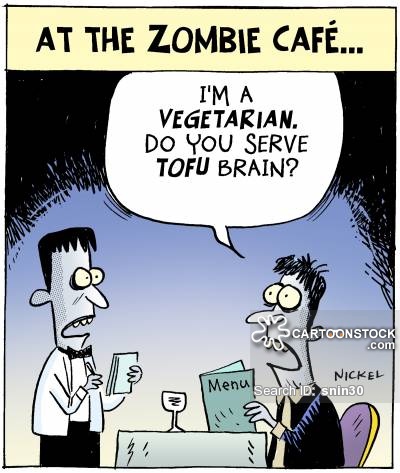 AT THE ZOMBIE CAFÉ...
I'M A
VEGETARIAN.
DO YOU SERVE
TOFU BRAIN?
CARTOONSTOCK
.com
NICKEL
Menu
Search ID: snin30